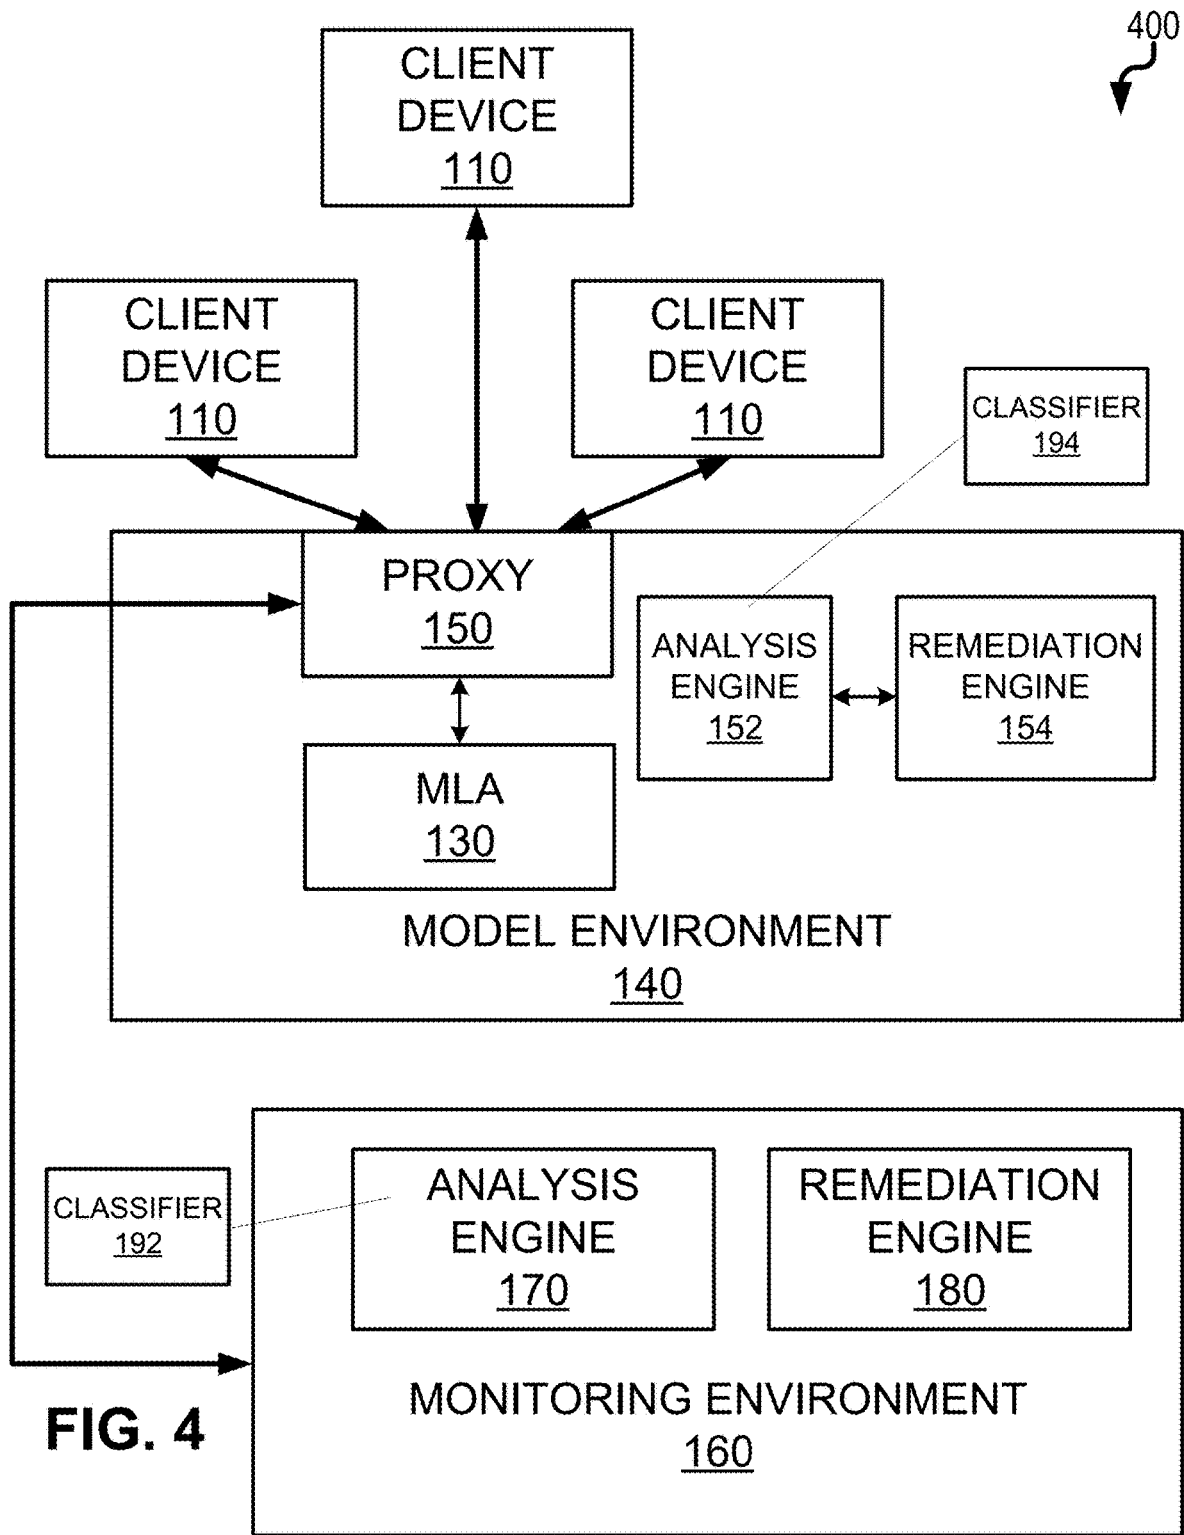 400
CLIENT
DEVICE
110
CLIENT
DEVICE
110
CLIENT
DEVICE
110
CLASSIFIER
194
PROXY
150
ANALYSIS
ENGINE
152
REMEDIATION
ENGINE
154
MLA
130
MODEL ENVIRONMENT
140
CLASSIFIER
192
ANALYSIS
ENGINE
170
REMEDIATION
ENGINE
180
MONITORING ENVIRONMENT
160
FIG. 4